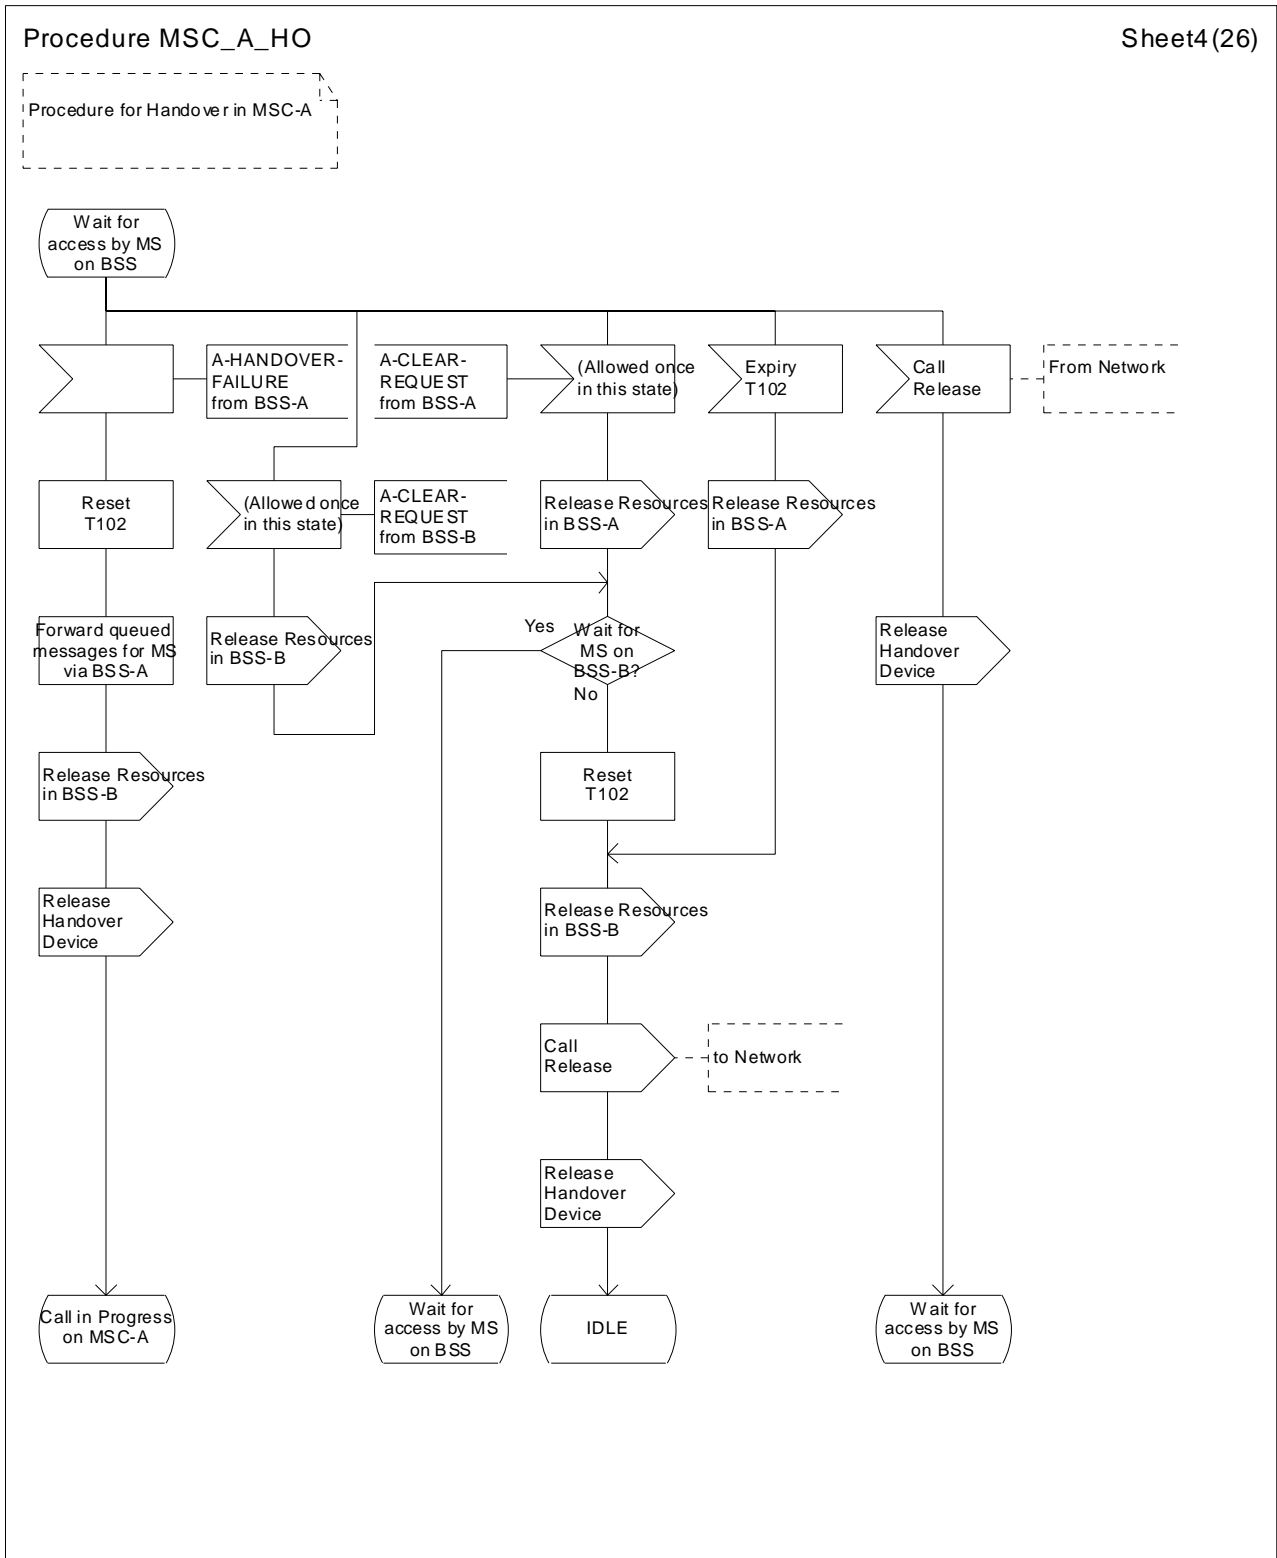 Procedure MSC_A_HO
Sheet4(26)
Procedure for Handover in MSC-A
Wait for
access by MS
on BSS
A-HANDOVER-
FAILURE
from BSS-A
A-CLEAR-
REQUEST
from BSS-A
(Allowed once
in this state)
Expiry
T102
Call
Release
From Network
Reset
T102
(Allowed once
in this state)
A-CLEAR-
REQUEST
from BSS-B
Release Resources
in BSS-A
Release Resources
in BSS-A
Forward queued
messages for MS
via BSS-A
Release Resources
in BSS-B
Yes
Wait for
MS on
BSS-B?
No
Release
Handover
Device
Release Resources
in BSS-B
Reset
T102
Release
Handover
Device
Release Resources
in BSS-B
Call
Release
to Network
Release
Handover
Device
Call in Progress
on MSC-A
Wait for
access by MS
on BSS
IDLE
Wait for
access by MS
on BSS